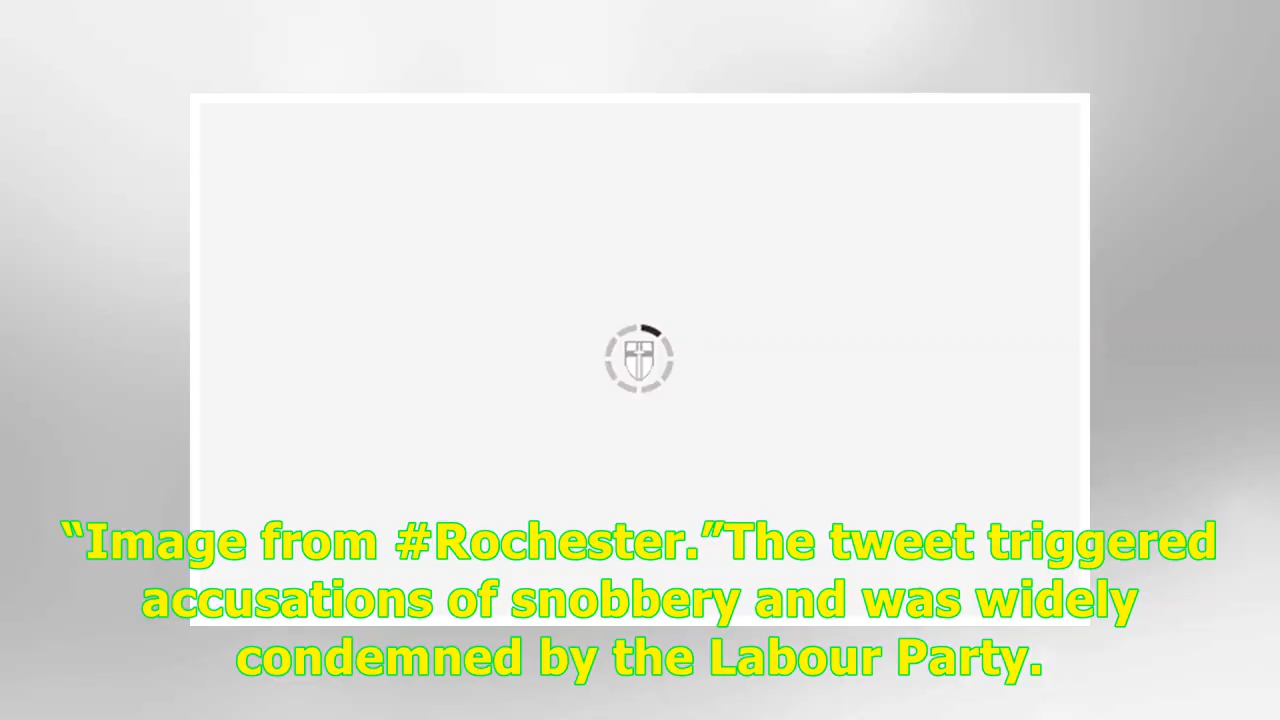 “Image from #Rochester.”The tweet triggered
accusations of snobbery and was widely
condemned by the Labour Party.